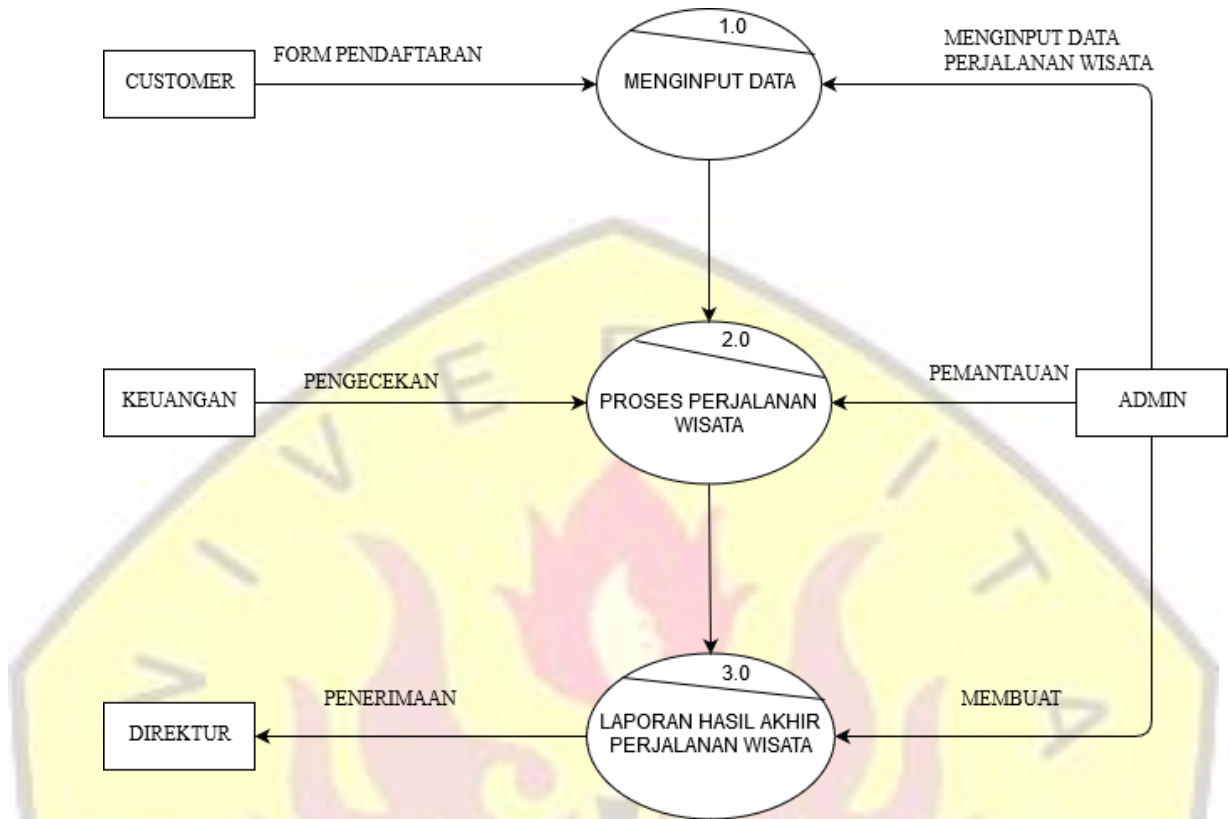 1.0
FORM PENDAFTARAN
MENGINPUT DATA
PERJALANAN WISATA
CUSTOMER
MENGINPUT DATA
2.0
PENGECEKAN
PEMANTAUAN
KEUANGAN
PROSES PERJALANAN
WISATA
ADMIN
3.0
PENERIMAAN
MEMBUAT
DIREKTUR
LAPORAN HASIL AKHIR
PERJALANAN WISATA